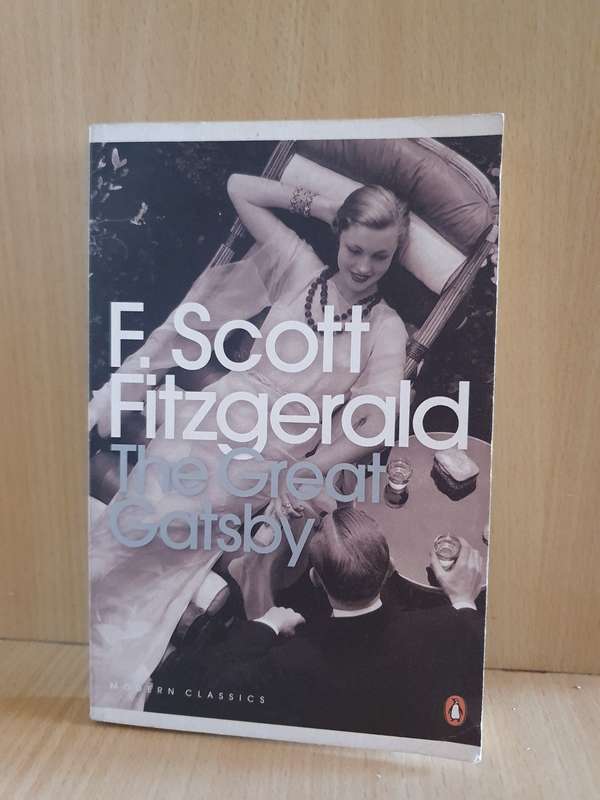 F. Scott
Fitzgerald
The Great
Gatsby
MODERN CLASSICS